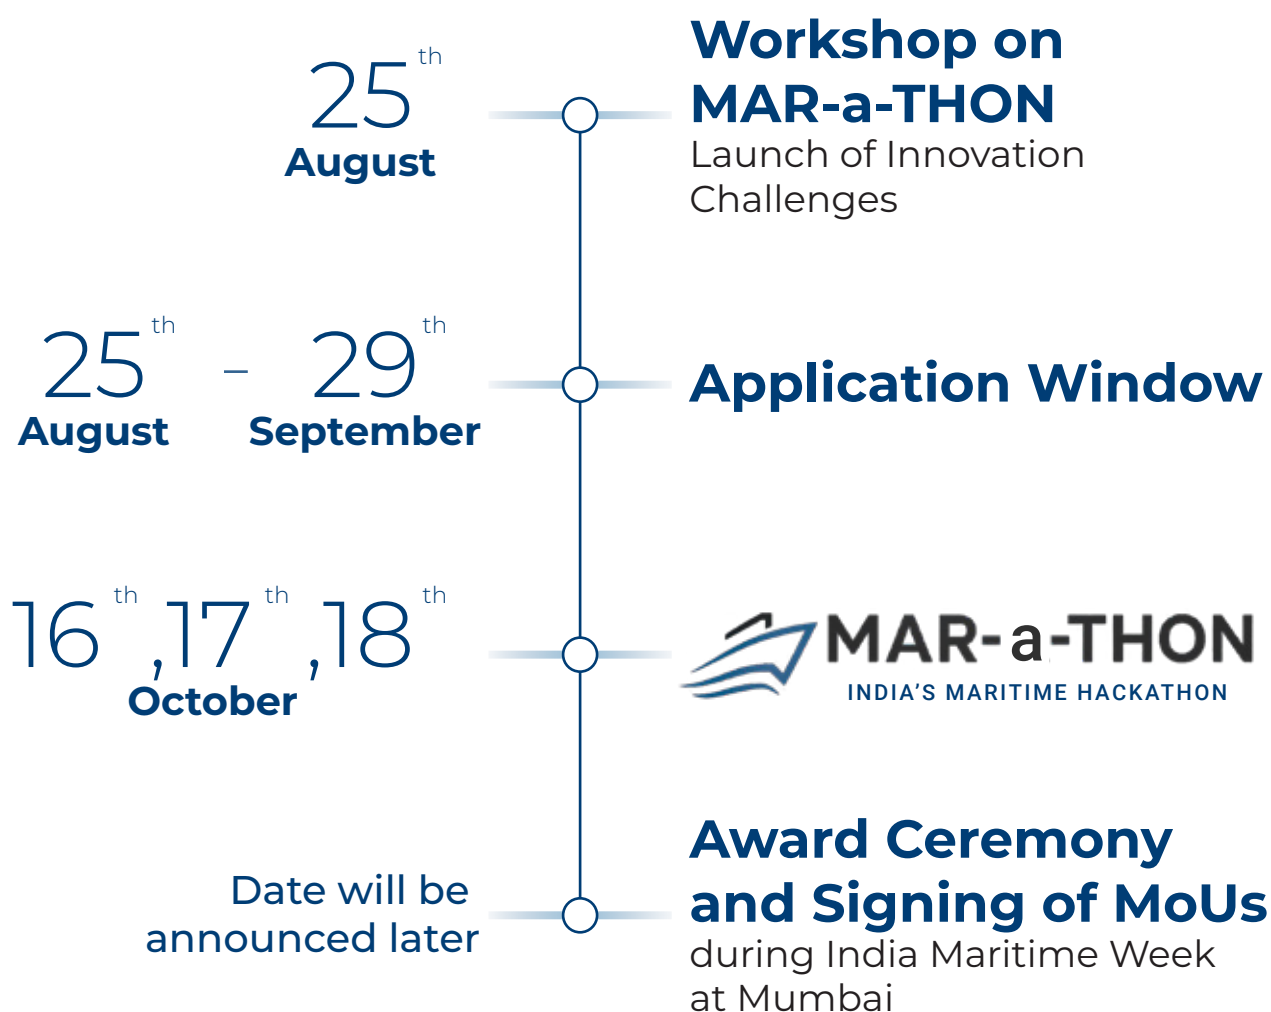 25th
August
Workshop on
MAR-a-THON
Launch of Innovation
Challenges
25th – 29th
August September
Application Window
16th, 17th, 18th
October
MAR-a-THON
INDIA'S MARITIME HACKATHON
Date will be
announced later
Award Ceremony
and Signing of MoUs
during India Maritime Week
at Mumbai